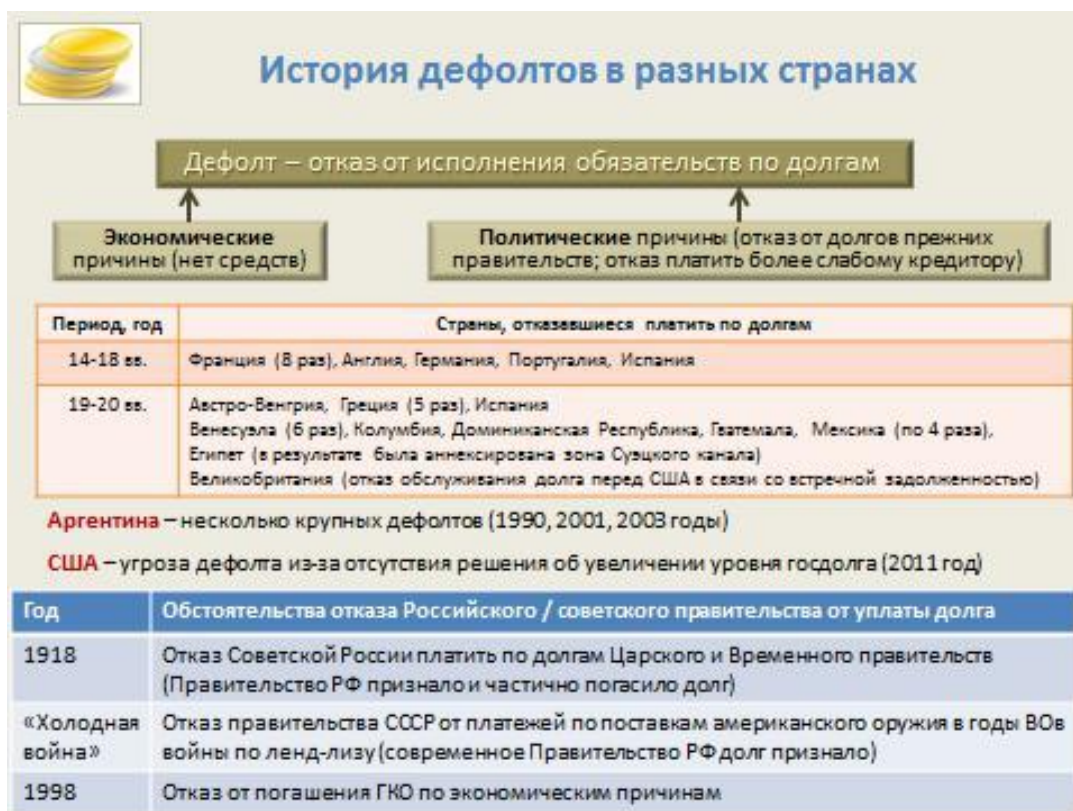 История дефолтов в разных странах
Дефолт – отказ от исполнения обязательств по долгам
Экономические
причины (нет средств)
Политические причины (отказ от долгов прежних
правительств; отказ платить более слабому кредитору)
Период, год Страны, отказавшиеся платить по долгам
14-18 вв. Франция (8 раз), Англия, Германия, Португалия, Испания
19-20 вв. Австро-Венгрия, Греция (5 раз), Испания
Венесуэла (6 раз), Колумбия, Доминиканская Республика, Гватемала, Мексика (по 4 раза),
Египет (в результате была аннексирована зона Суэцкого канала)
Великобритания (отказ обслуживания долга перед США в связи со встречной задолженностью)
Аргентина – несколько крупных дефолтов (1990, 2001, 2003 годы)
США – угроза дефолта из-за отсутствия решения об увеличении уровня госдолга (2011 год)
Год Обстоятельства отказа Российского / советского правительства от уплаты долга
1918 Отказ Советской России платить по долгам Царского и Временного правительств
(Правительство РФ признало и частично погасило долг)
«Холодная Отказ правительства СССР от платежей по поставкам американского оружия в годы ВОв
война» войны по ленд-лизу (современное Правительство РФ долг признало)
1998 Отказ от погашения ГКО по экономическим причинам